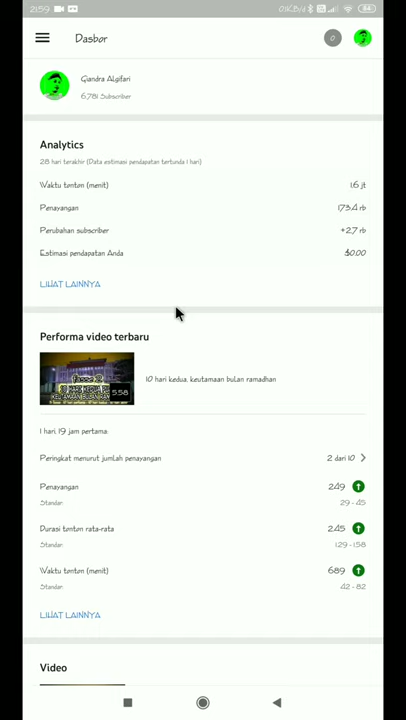 21:59
84
Dasbor
0
Giandra Algifari
6.781 Subscriber
Analytics
28 hari terakhir (Data estimasi pendapatan tertunda 1 hari)
Waktu tonton (menit) 1,6 jt
Penayangan 173,4 rb
Perubahan subscriber +2,7 rb
Estimasi pendapatan Anda $0.00
LIHAT LAINNYA
Performa video terbaru
5:58
10 hari kedua, keutamaan bulan ramadhan
1 hari, 19 jam pertama:
Peringkat menurut jumlah penayangan 2 dari 10
Penayangan 249
Standar: 29 - 45
Durasi tonton rata-rata 2:45
Standar: 1:29 - 1:58
Waktu tonton (menit) 689
Standar: 42 - 82
LIHAT LAINNYA
Video